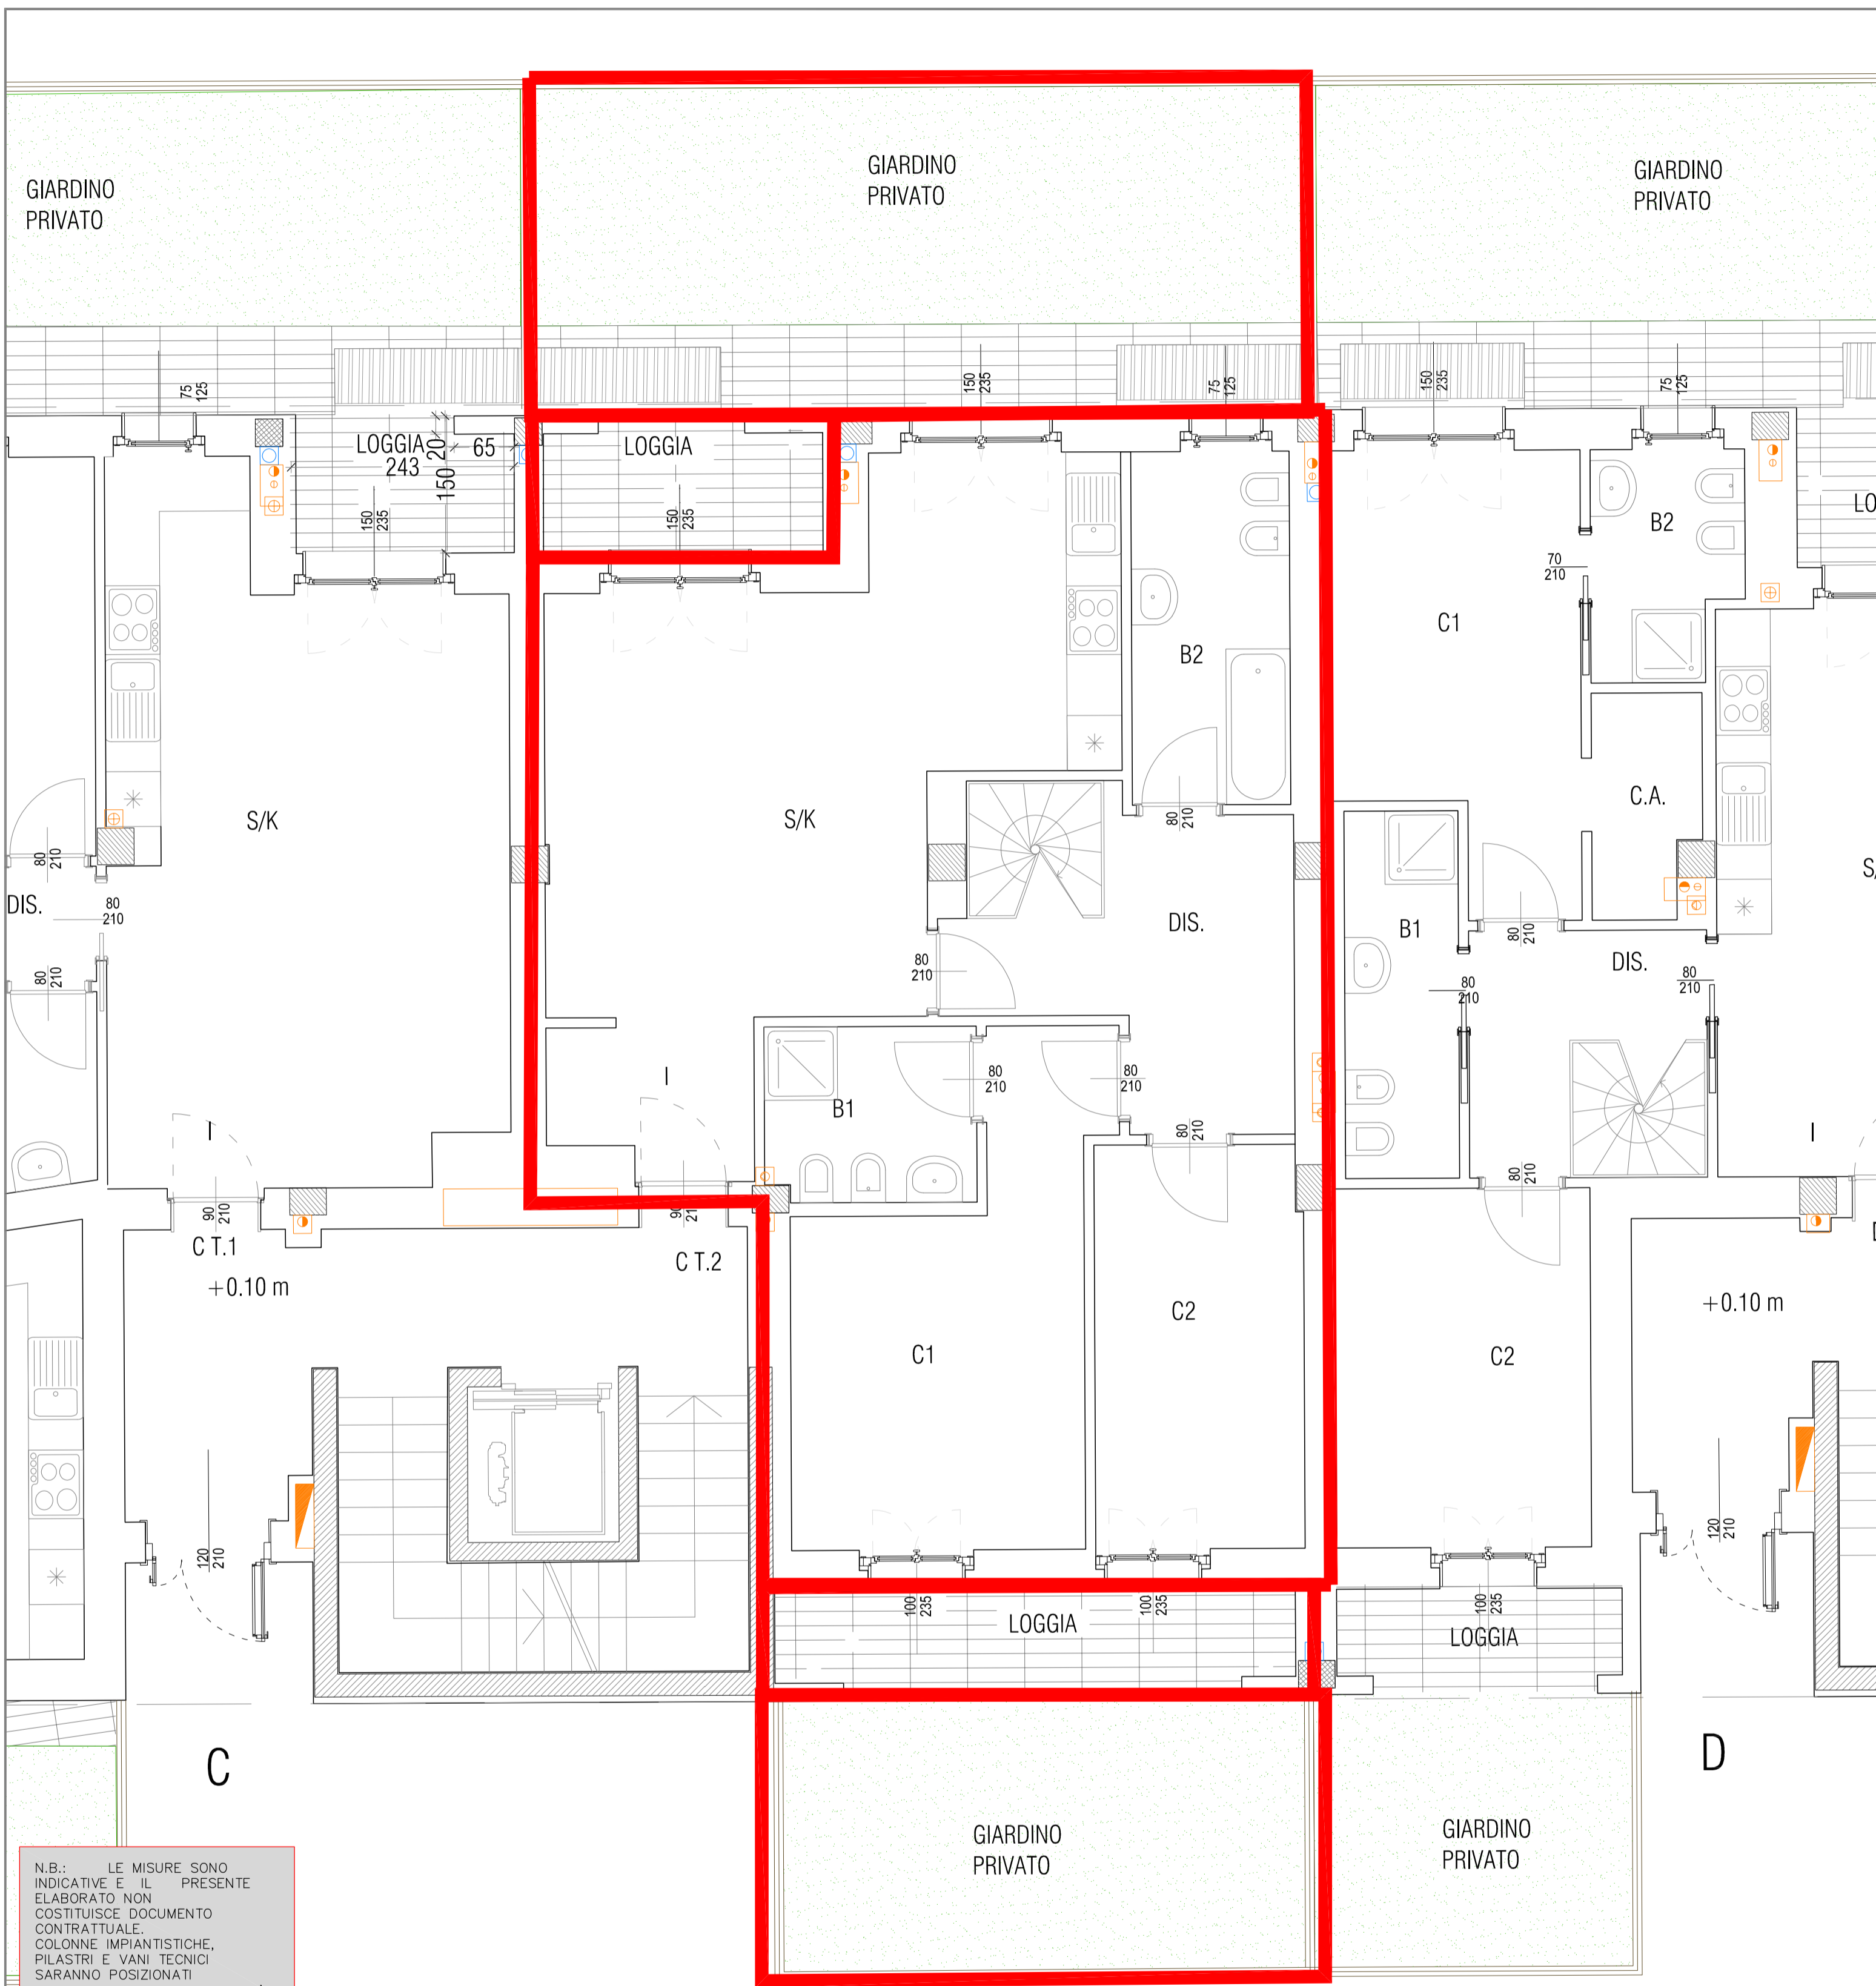 GIARDINO
PRIVATO
GIARDINO
PRIVATO
GIARDINO
PRIVATO
75
125
150
235
75
125
150
235
75
125
LOGGIA
243
150
20
65
150
235
LOGGIA
150
235
LO
B2
70
210
C1
B2
S/K
S/K
80
210
C.A.
80
210
DIS.
80
210
DIS.
80
210
B1
80
210
DIS.
80
210
80
210
80
210
I
B1
80
210
80
210
80
210
I
I
80
210
90
210
C T.1
+0.10 m
90
21
C T.2
C1
C2
C2
+0.10 m
120
210
120
210
100
235
LOGGIA
100
235
100
235
LOGGIA
C
D
GIARDINO
PRIVATO
GIARDINO
PRIVATO
N.B.: LE MISURE SONO
INDICATIVE E IL PRESENTE
ELABORATO NON
COSTITUISCE DOCUMENTO
CONTRATTUALE.
COLONNE IMPIANTISTICHE,
PILASTRI E VANI TECNICI
SARANNO POSIZIONATI